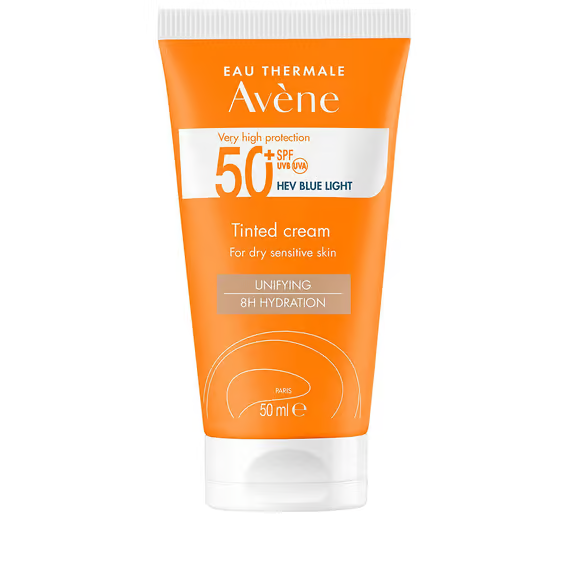 EAU THERMALE
Avène
Very high protection
50+ SPF
UVB UVA
HEV BLUE LIGHT
Tinted cream
For dry sensitive skin
UNIFYING
8H HYDRATION
PARIS
50 ml e